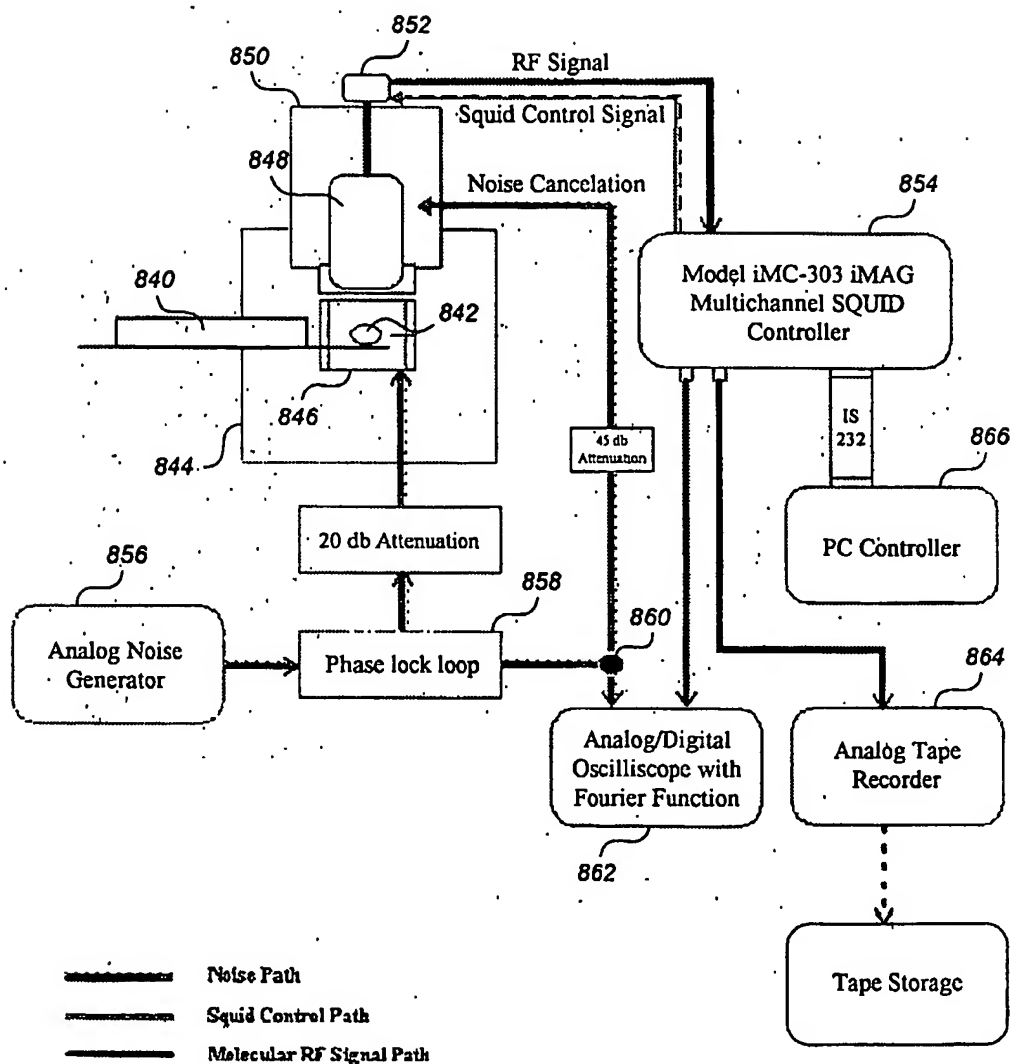 852
850
RF Signal
Squid Control Signal
848
Noise Cancelation
854
Model iMC-303 iMAG
Multichannel SQUID
Controller
840
842
846
844
45 db
Attenuation
IS
232
866
PC Controller
20 db Attenuation
856
858
Analog Noise
Generator
Phase lock loop
860
864
Analog/Digital
Oscilliscope with
Fourier Function
862
Analog Tape
Recorder
Tape Storage
Noise Path
Squid Control Path
Molecular RF Signal Path